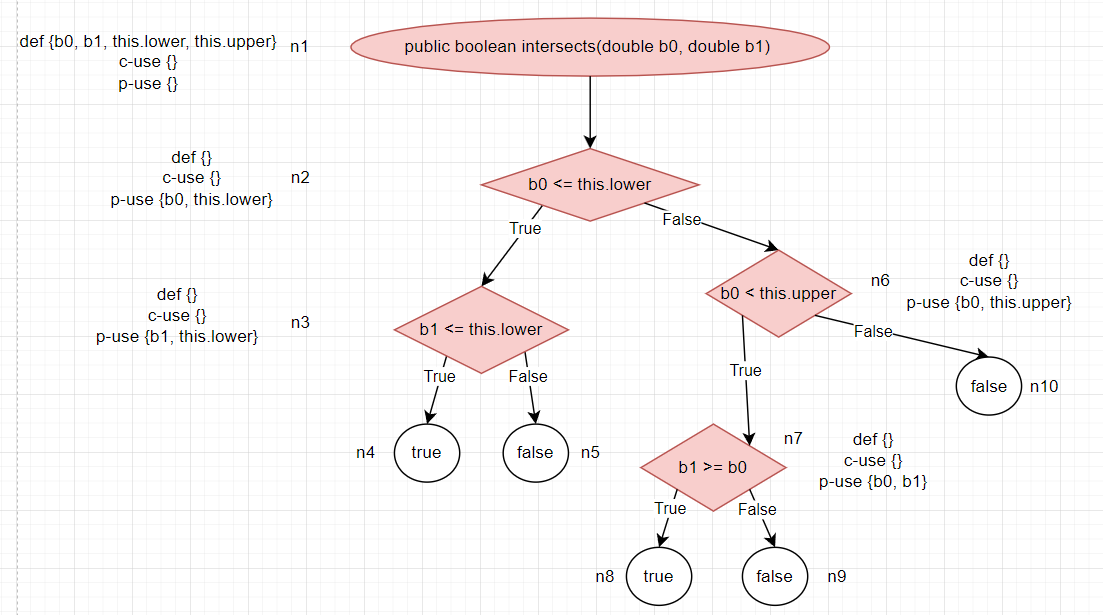 def {b0, b1, this.lower, this.upper}
c-use {}
p-use {}
n1
public boolean intersects(double b0, double b1)
def {}
c-use {}
p-use {b0, this.lower}
n2
b0 <= this.lower
True
False
def {}
c-use {}
p-use {b1, this.lower}
n3
b1 <= this.lower
b0 < this.upper
n6
def {}
c-use {}
p-use {b0, this.upper}
True
False
True
False
n4
true
false
n5
false
n10
b1 >= b0
n7
def {}
c-use {}
p-use {b0, b1}
True
False
n8
true
false
n9